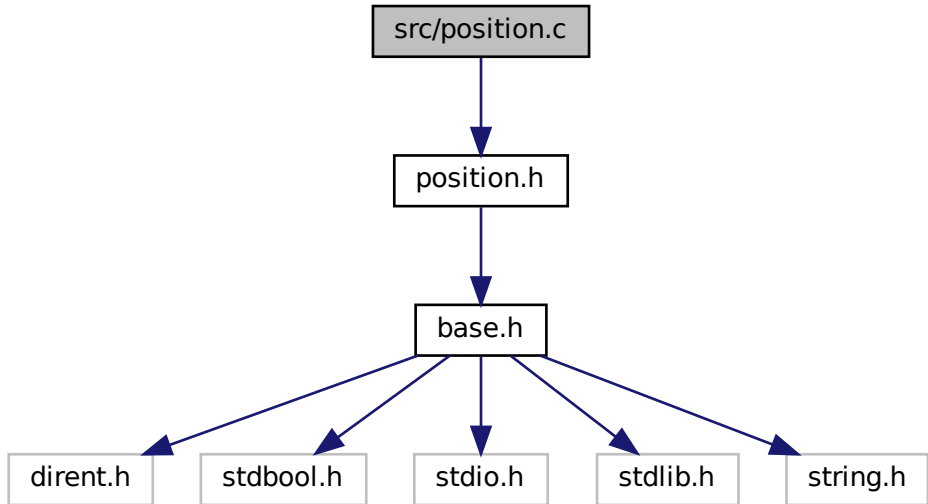 src/position.c
position.h
base.h
dirent.h
stdbool.h
stdio.h
stdlib.h
string.h